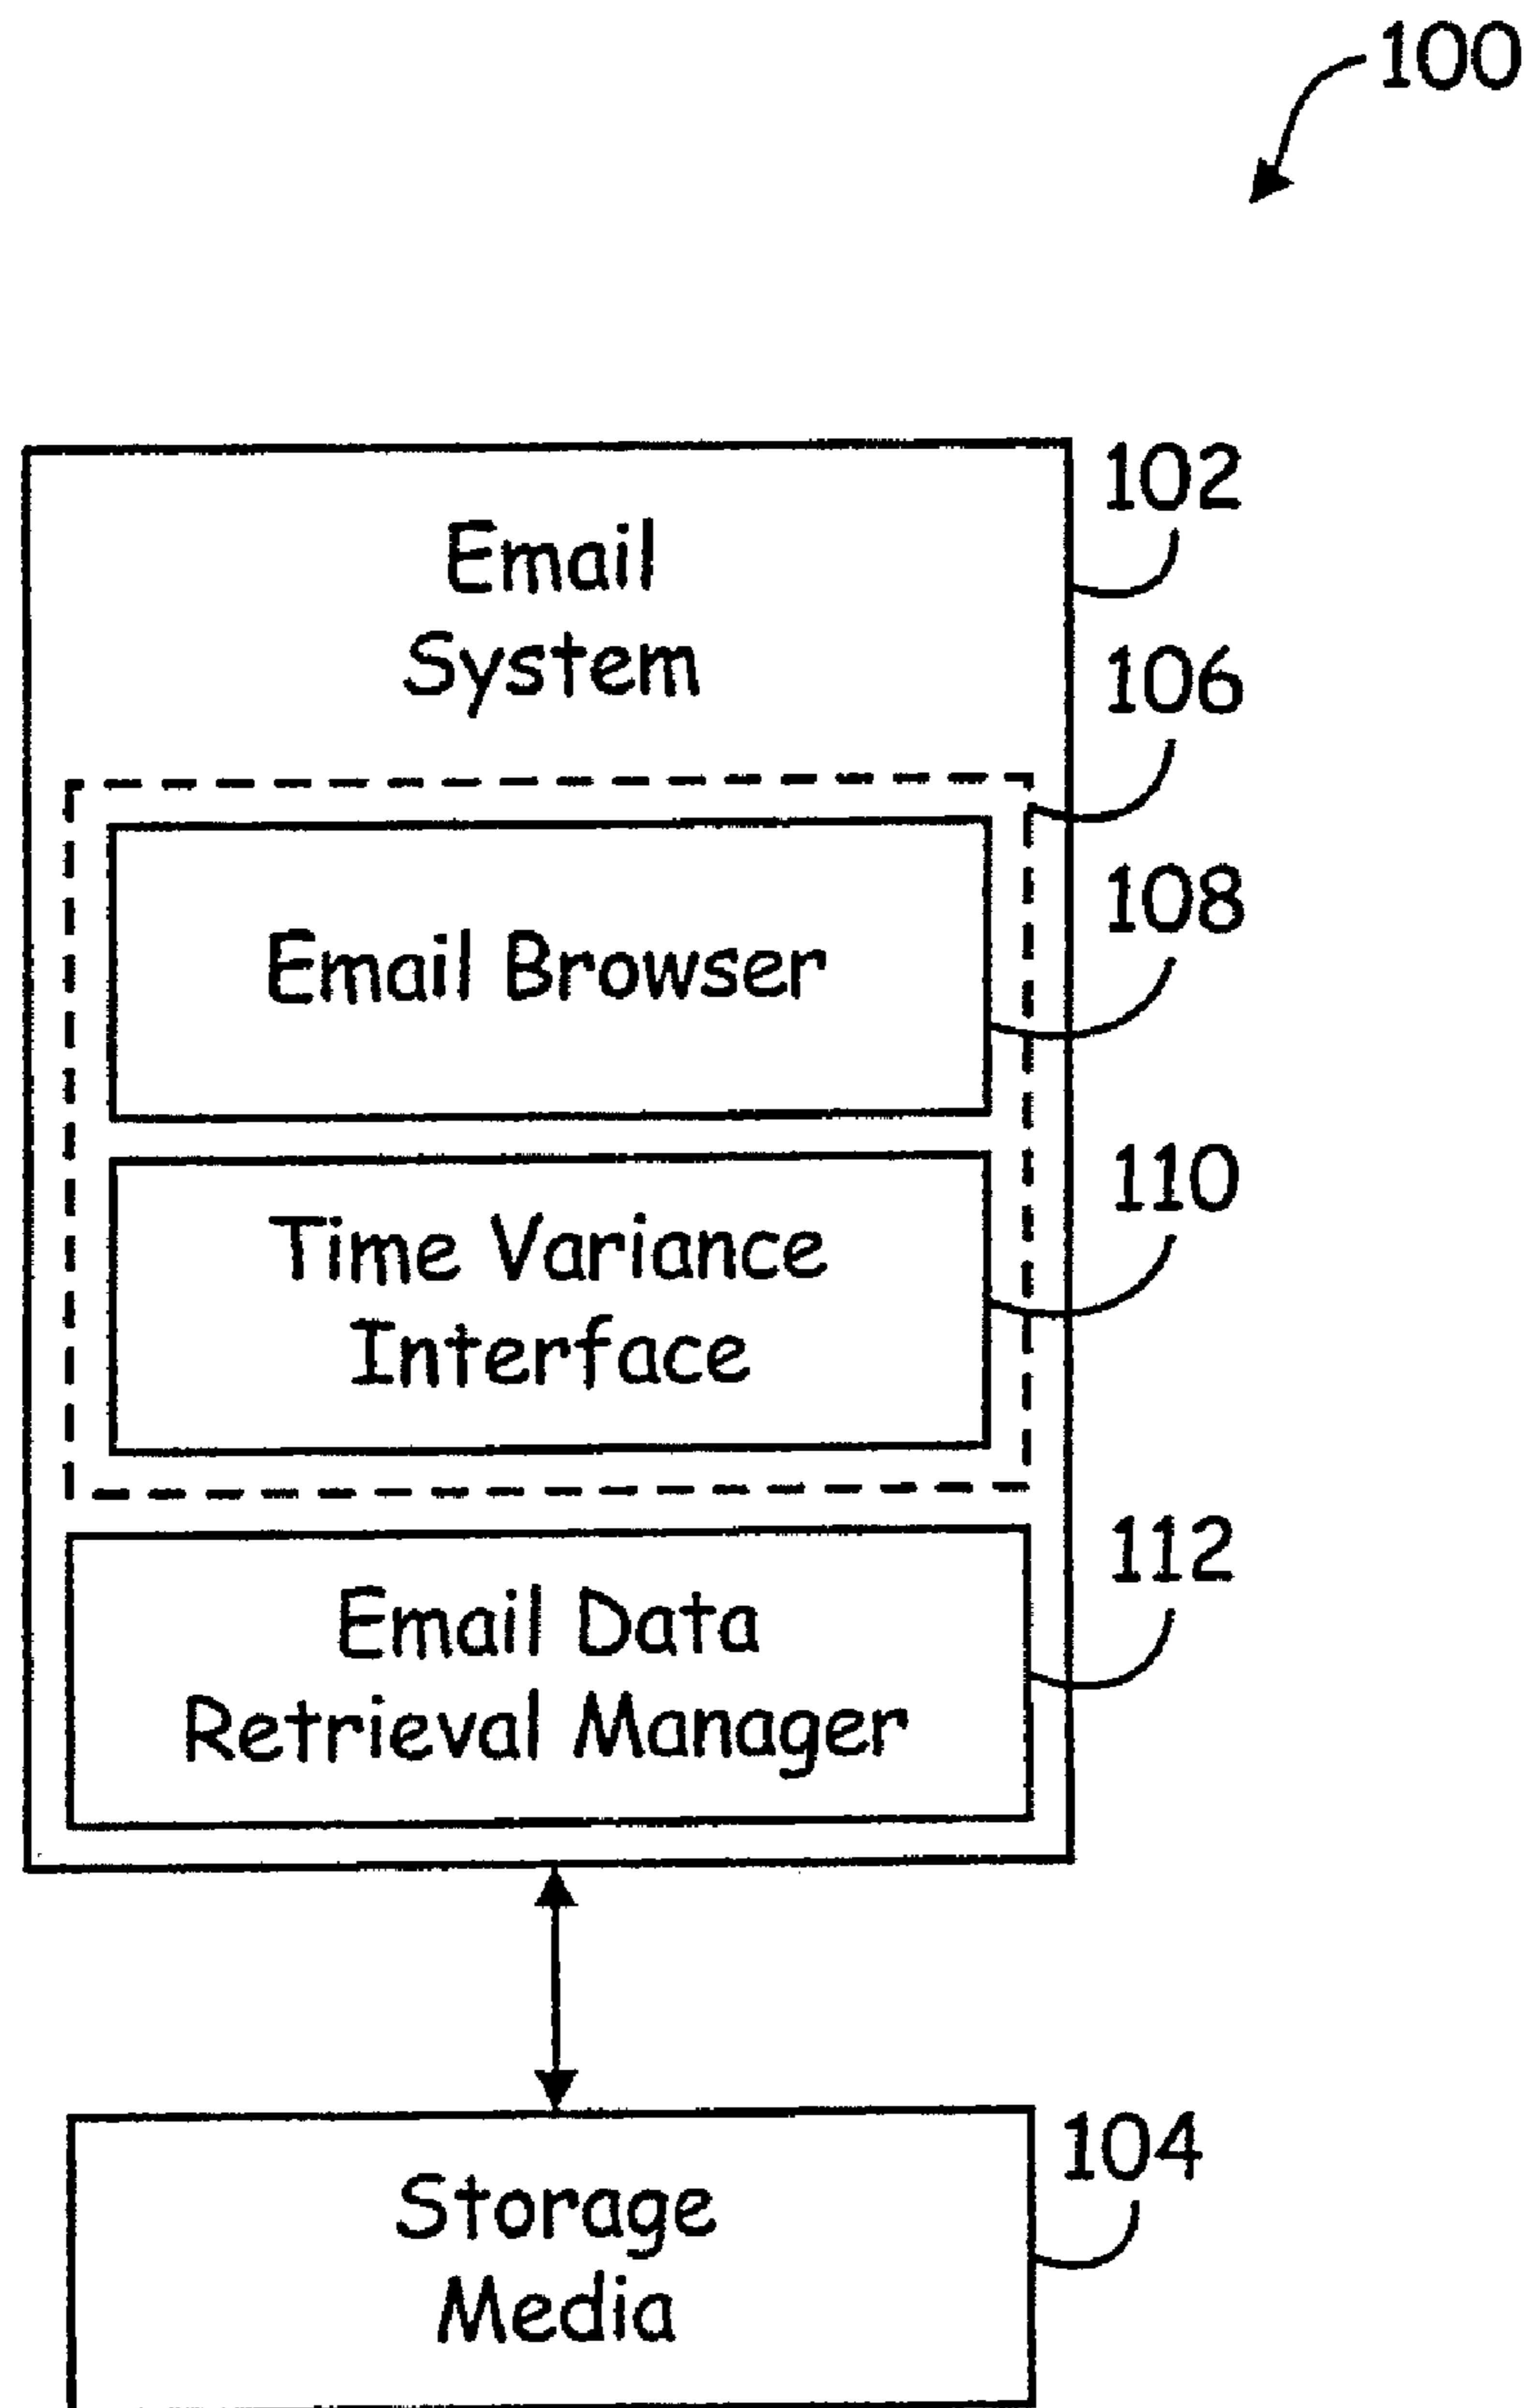 100
Email
System
102
106
Email Browser
108
Time Variance
Interface
110
Email Data
Retrieval Manager
112
Storage
Media
104